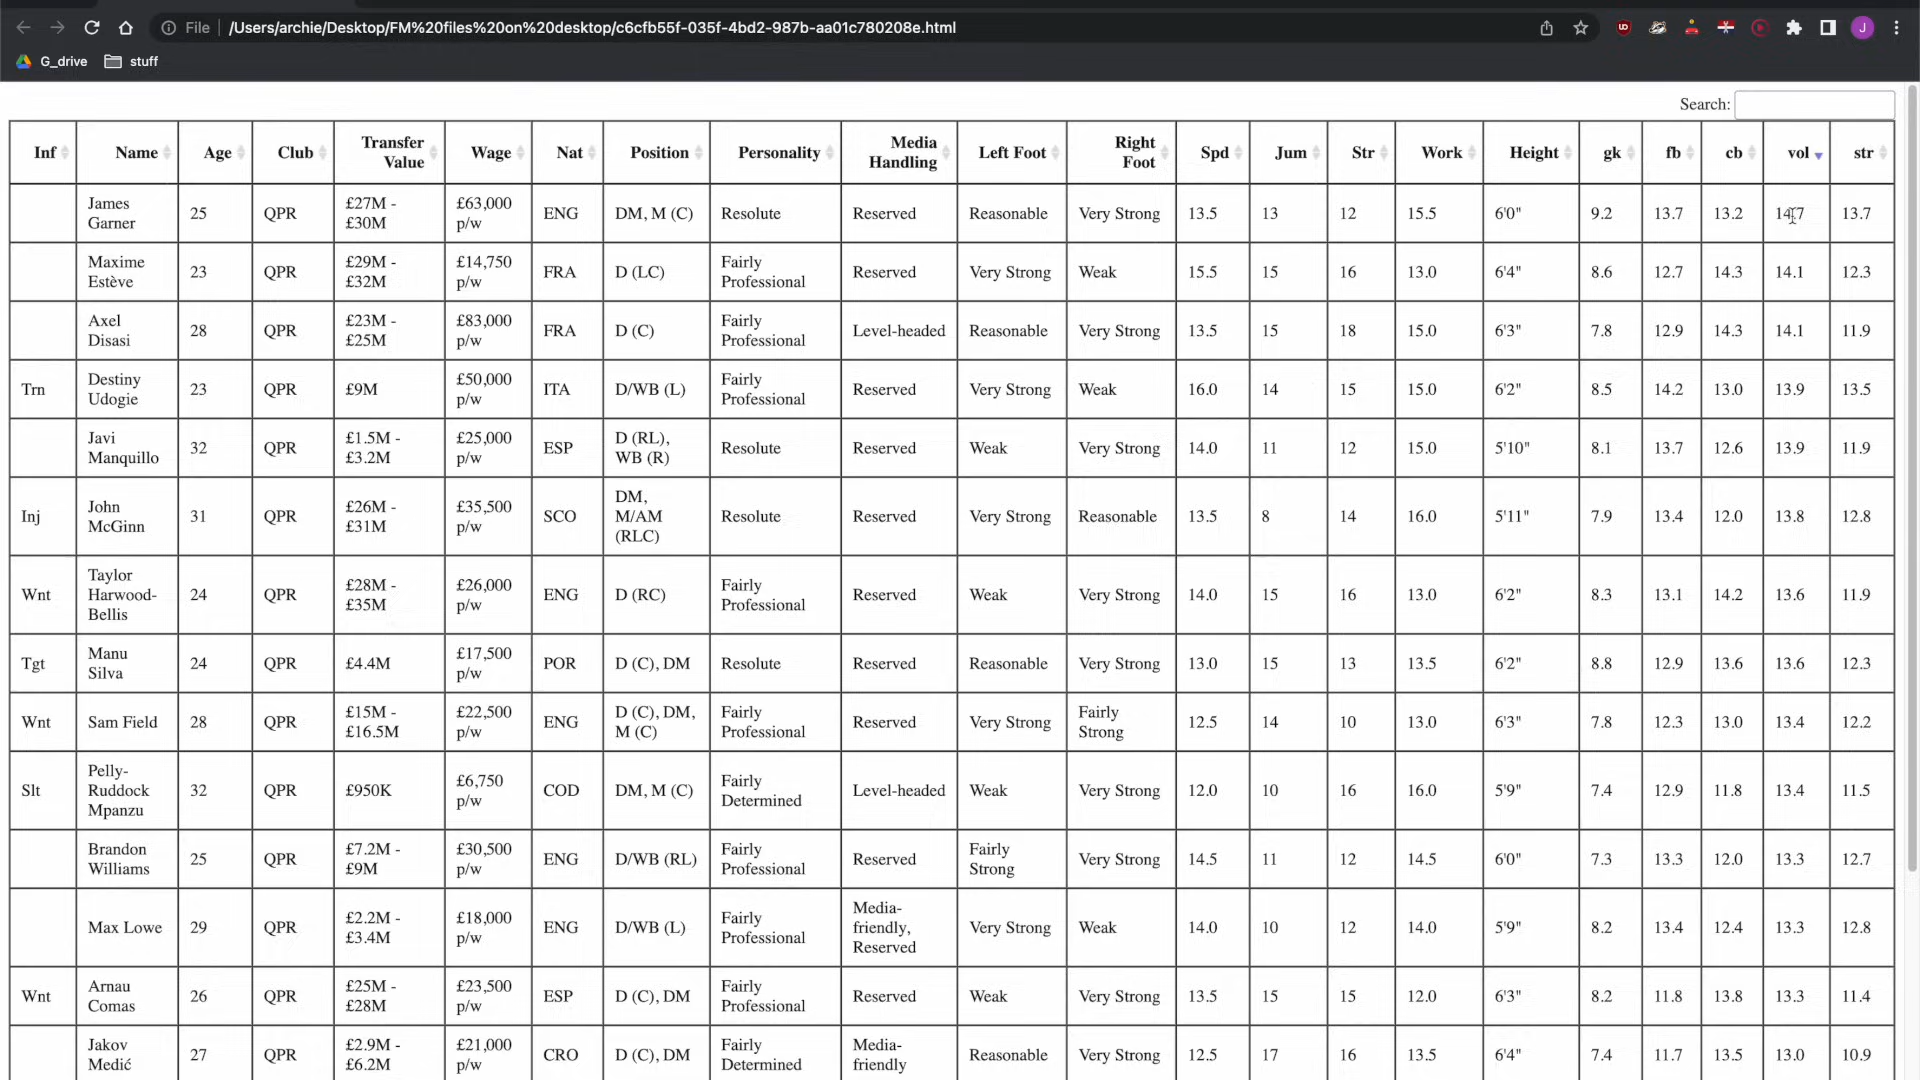 File | /Users/archie/Desktop/FM%20files%20on%20desktop/c6cfb55f-035f-4bd2-987b-aa01c780208e.html J
G_drive stuff
Search:
Inf Name Age Club Transfer Value Wage Nat Position Personality Media Handling Left Foot Right Foot Spd Jum Str Work Height gk fb cb vol str
James Garner 25 QPR £27M - £30M £63,000 p/w ENG DM, M (C) Resolute Reserved Reasonable Very Strong 13.5 13 12 15.5 6'0" 9.2 13.7 13.2 14.7 13.7
Maxime Estève 23 QPR £29M - £32M £14,750 p/w FRA D (LC) Fairly Professional Reserved Very Strong Weak 15.5 15 16 13.0 6'4" 8.6 12.7 14.3 14.1 12.3
Axel Disasi 28 QPR £23M - £25M £83,000 p/w FRA D (C) Fairly Professional Level-headed Reasonable Very Strong 13.5 15 18 15.0 6'3" 7.8 12.9 14.3 14.1 11.9
Trn Destiny Udogie 23 QPR £9M £50,000 p/w ITA D/WB (L) Fairly Professional Reserved Very Strong Weak 16.0 14 15 15.0 6'2" 8.5 14.2 13.0 13.9 13.5
Javi Manquillo 32 QPR £1.5M - £3.2M £25,000 p/w ESP D (RL), WB (R) Resolute Reserved Weak Very Strong 14.0 11 12 15.0 5'10" 8.1 13.7 12.6 13.9 11.9
Inj John McGinn 31 QPR £26M - £31M £35,500 p/w SCO DM, M/AM (RLC) Resolute Reserved Very Strong Reasonable 13.5 8 14 16.0 5'11" 7.9 13.4 12.0 13.8 12.8
Wnt Taylor Harwood-Bellis 24 QPR £28M - £35M £26,000 p/w ENG D (RC) Fairly Professional Reserved Weak Very Strong 14.0 15 16 13.0 6'2" 8.3 13.1 14.2 13.6 11.9
Tgt Manu Silva 24 QPR £4.4M £17,500 p/w POR D (C), DM Resolute Reserved Reasonable Very Strong 13.0 15 13 13.5 6'2" 8.8 12.9 13.6 13.6 12.3
Wnt Sam Field 28 QPR £15M - £16.5M £22,500 p/w ENG D (C), DM, M (C) Fairly Professional Reserved Very Strong Fairly Strong 12.5 14 10 13.0 6'3" 7.8 12.3 13.0 13.4 12.2
Slt Pelly-Ruddock Mpanzu 32 QPR £950K £6,750 p/w COD DM, M (C) Fairly Determined Level-headed Weak Very Strong 12.0 10 16 16.0 5'9" 7.4 12.9 11.8 13.4 11.5
Brandon Williams 25 QPR £7.2M - £9M £30,500 p/w ENG D/WB (RL) Fairly Professional Reserved Fairly Strong Very Strong 14.5 11 12 14.5 6'0" 7.3 13.3 12.0 13.3 12.7
Max Lowe 29 QPR £2.2M - £3.4M £18,000 p/w ENG D/WB (L) Fairly Professional Media-friendly, Reserved Very Strong Weak 14.0 10 12 14.0 5'9" 8.2 13.4 12.4 13.3 12.8
Wnt Arnau Comas 26 QPR £25M - £28M £23,500 p/w ESP D (C), DM Fairly Professional Reserved Weak Very Strong 13.5 15 15 12.0 6'3" 8.2 11.8 13.8 13.3 11.4
Jakov Medić 27 QPR £2.9M - £6.2M £21,000 p/w CRO D (C), DM Fairly Determined Media-friendly Reasonable Very Strong 12.5 17 16 13.5 6'4" 7.4 11.7 13.5 13.0 10.9